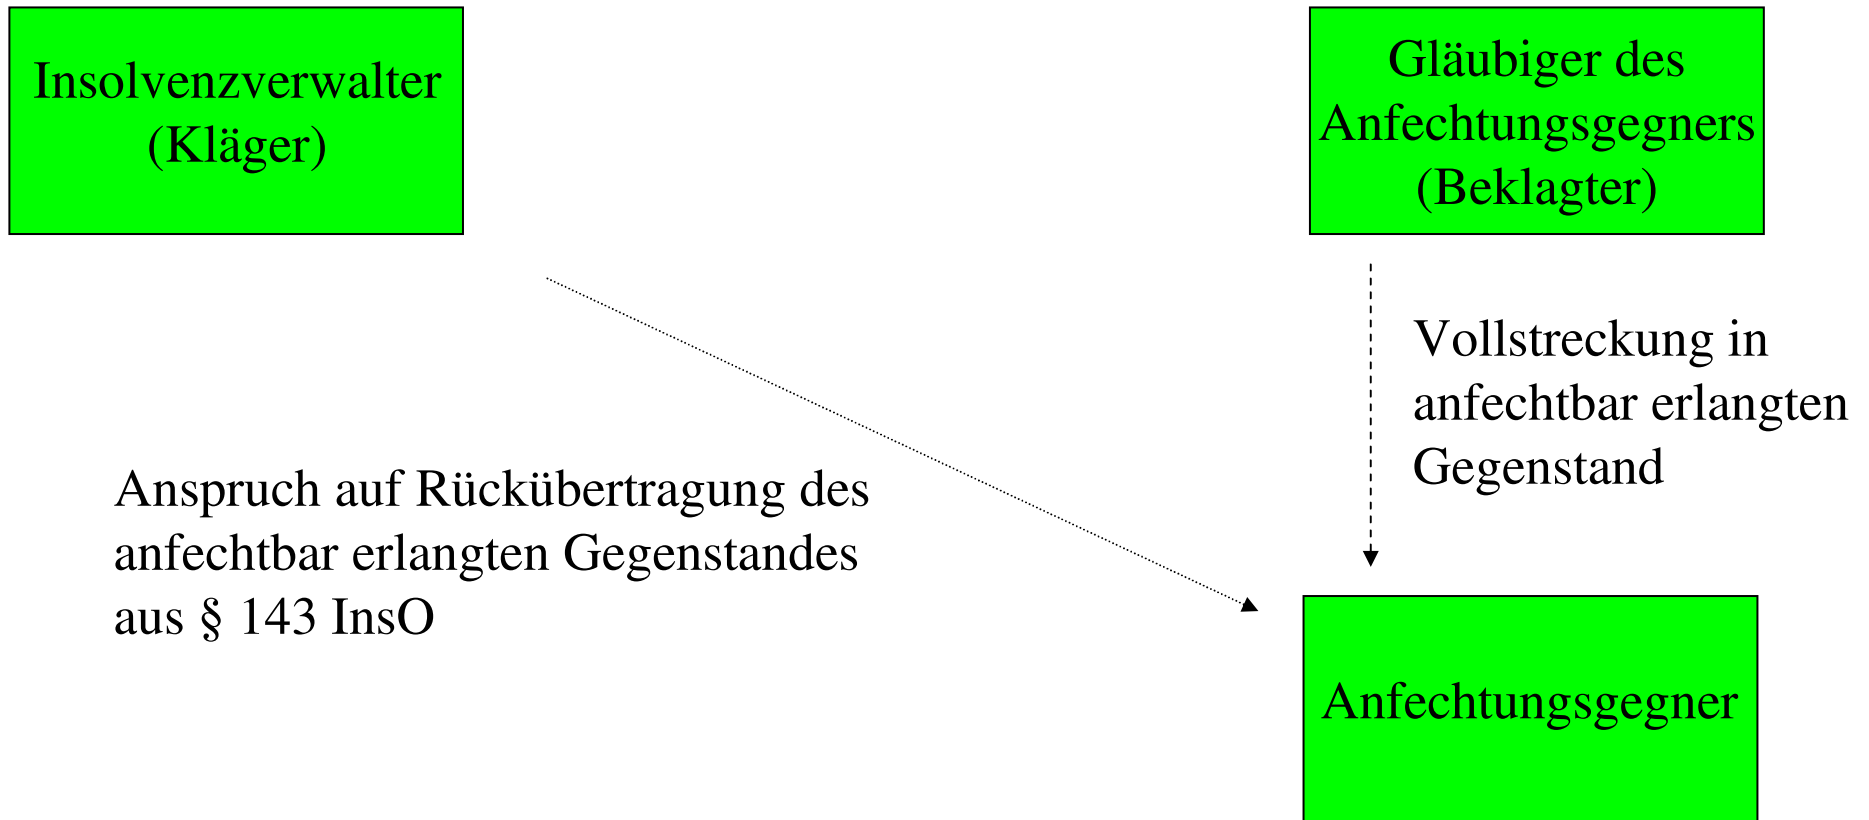 Insolvenzverwalter
(Kläger)
Gläubiger des
Anfechtungsgegners
(Beklagter)
Vollstreckung in
anfechtbar erlangten
Gegenstand
Anspruch auf Rückübertragung des
anfechtbar erlangten Gegenstandes
aus § 143 InsO
Anfechtungsgegner